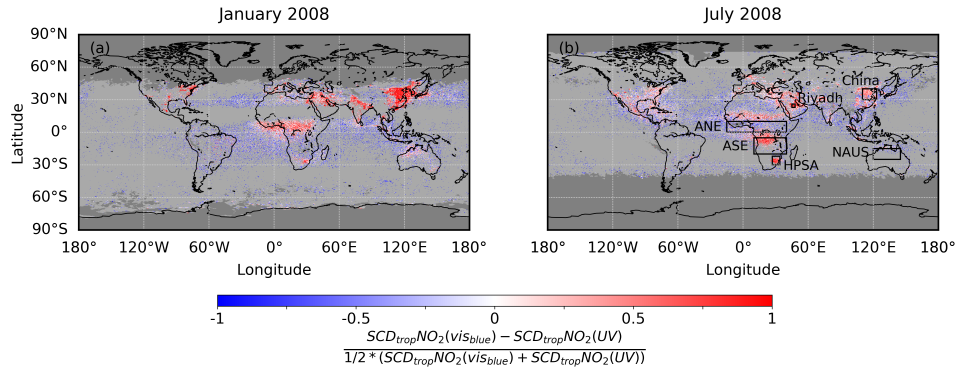 January 2008
July 2008
(a)
(b)
90°N
60°N
30°N
0°
30°S
60°S
90°S
Latitude
180° 120°W 60°W 0° 60°E 120°E 180°
Longitude
China
Riyadh
ANE
ASE
HPSA
NAUS
180° 120°W 60°W 0° 60°E 120°E 180°
Longitude
-1 -0.5 0 0.5 1
SCD_trop NO_2(vis_blue) − SCD_trop NO_2(UV)
1/2 * (SCD_trop NO_2(vis_blue) + SCD_trop NO_2(UV))